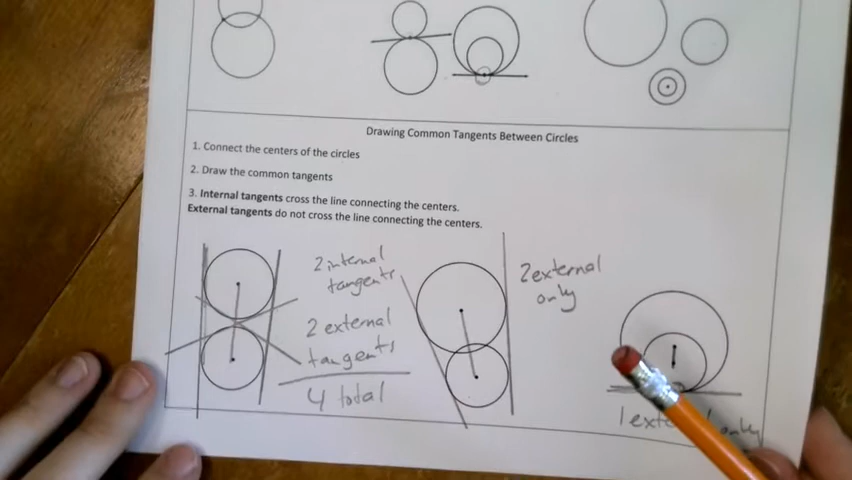 Drawing Common Tangents Between Circles
1. Connect the centers of the circles
2. Draw the common tangents
3. Internal tangents cross the line connecting the centers.
External tangents do not cross the line connecting the centers.
2 internal
tangents
2 external
tangents
4 total
2 external
only
1 only